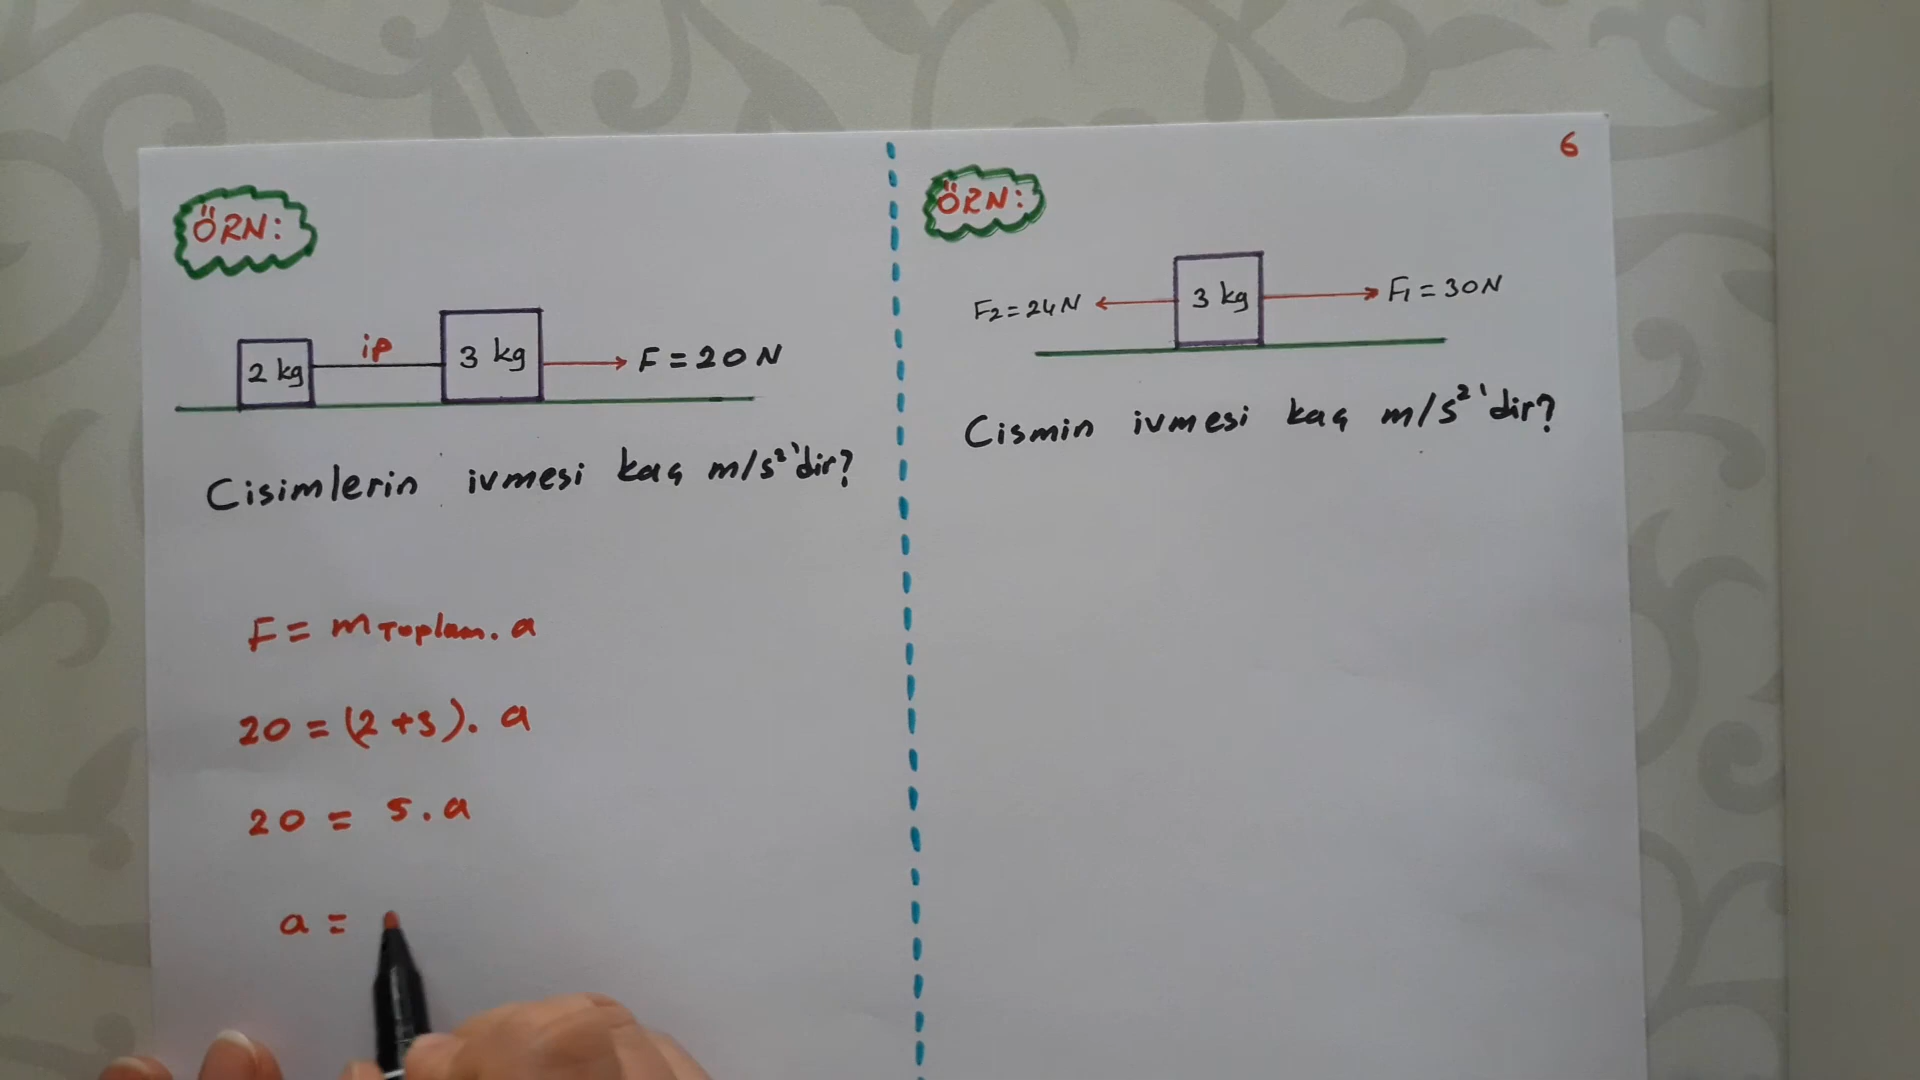 ÖRN:
2 kg
ip
3 kg
F = 20 N
Cisimlerin ivmesi kaç m/s²'dir?
F = m Toplam . a
20 = (2+3) . a
20 = 5 . a
a =
6
ÖRN:
F2 = 24 N
3 kg
F1 = 30 N
Cismin ivmesi kaç m/s²'dir?